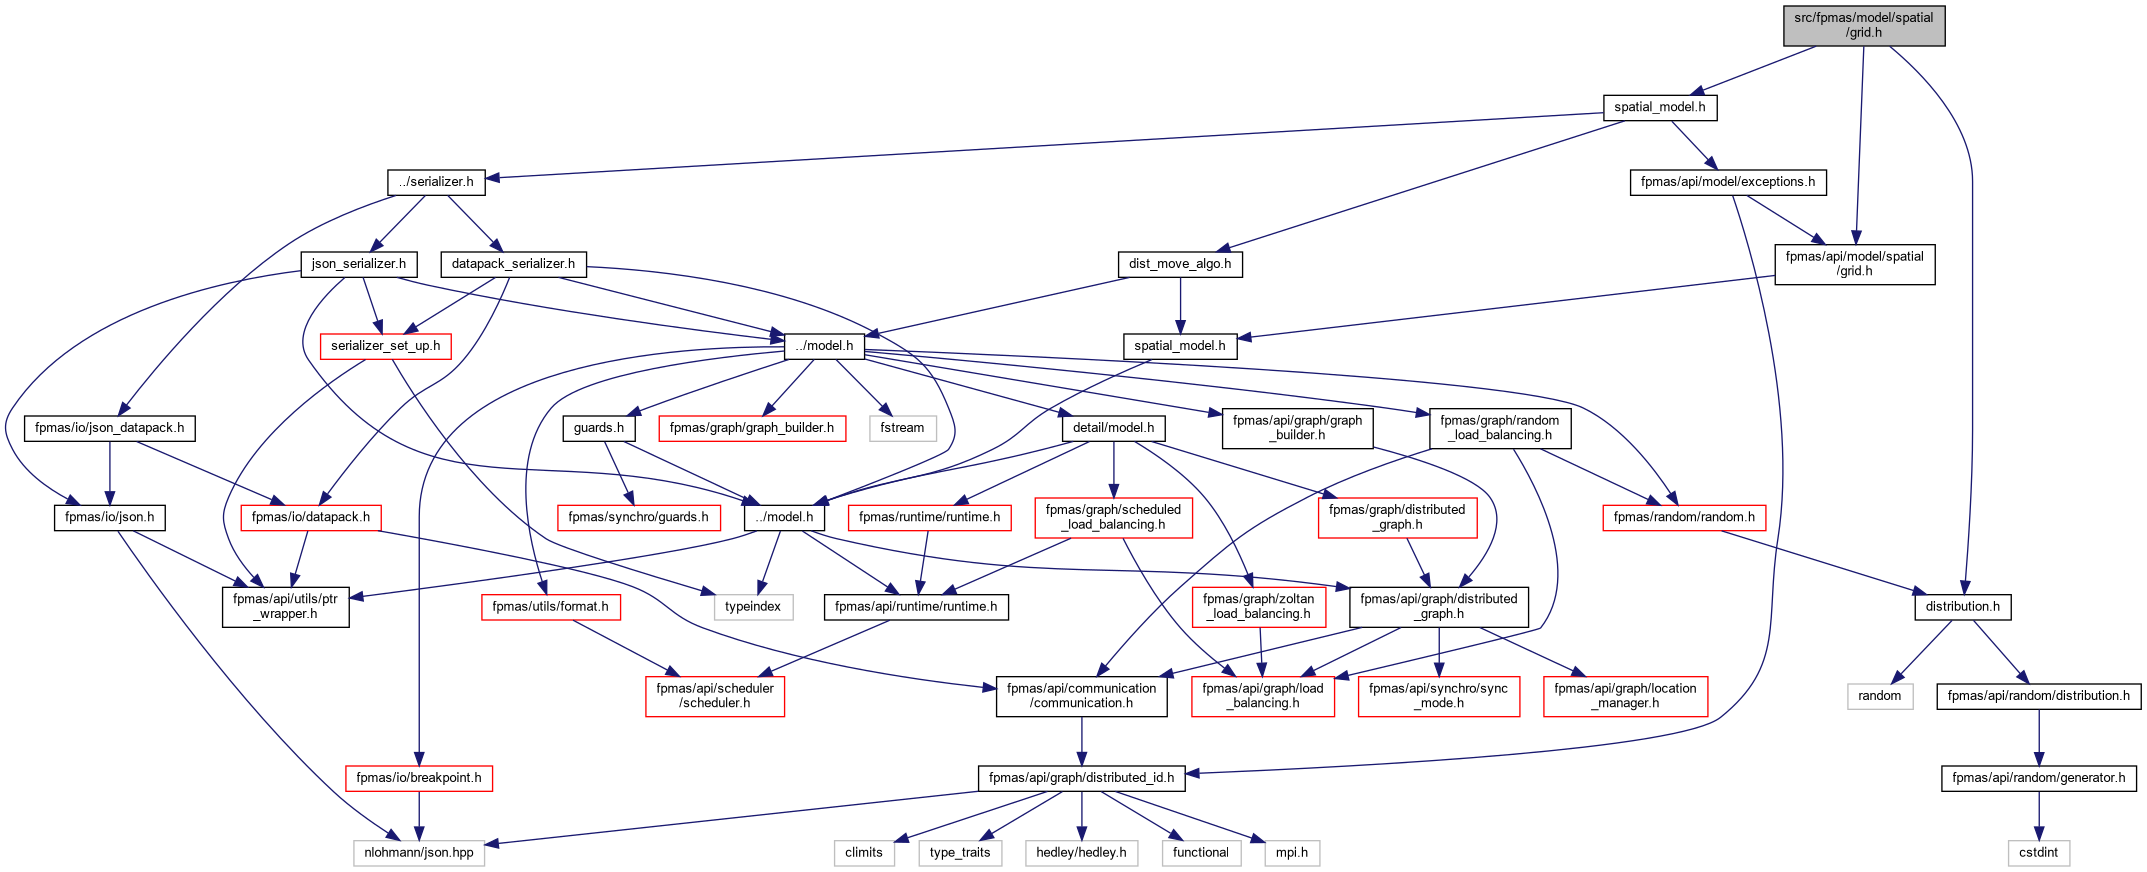 src/fpmas/model/spatial
/grid.h
spatial_model.h
../serializer.h
fpmas/api/model/exceptions.h
json_serializer.h
datapack_serializer.h
dist_move_algo.h
fpmas/api/model/spatial
/grid.h
serializer_set_up.h
../model.h
spatial_model.h
fpmas/io/json_datapack.h
guards.h
fpmas/graph/graph_builder.h
fstream
detail/model.h
fpmas/api/graph/graph
_builder.h
fpmas/graph/random
_load_balancing.h
fpmas/io/json.h
fpmas/io/datapack.h
fpmas/synchro/guards.h
../model.h
fpmas/runtime/runtime.h
fpmas/graph/scheduled
_load_balancing.h
fpmas/graph/distributed
_graph.h
fpmas/random/random.h
fpmas/api/utils/ptr
_wrapper.h
fpmas/utils/format.h
typeindex
fpmas/api/runtime/runtime.h
fpmas/graph/zoltan
_load_balancing.h
fpmas/api/graph/distributed
_graph.h
distribution.h
fpmas/api/scheduler
/scheduler.h
fpmas/api/communication
/communication.h
fpmas/api/graph/load
_balancing.h
fpmas/api/synchro/sync
_mode.h
fpmas/api/graph/location
_manager.h
random
fpmas/api/random/distribution.h
fpmas/io/breakpoint.h
fpmas/api/graph/distributed_id.h
fpmas/api/random/generator.h
nlohmann/json.hpp
climits
type_traits
hedley/hedley.h
functional
mpi.h
cstdint